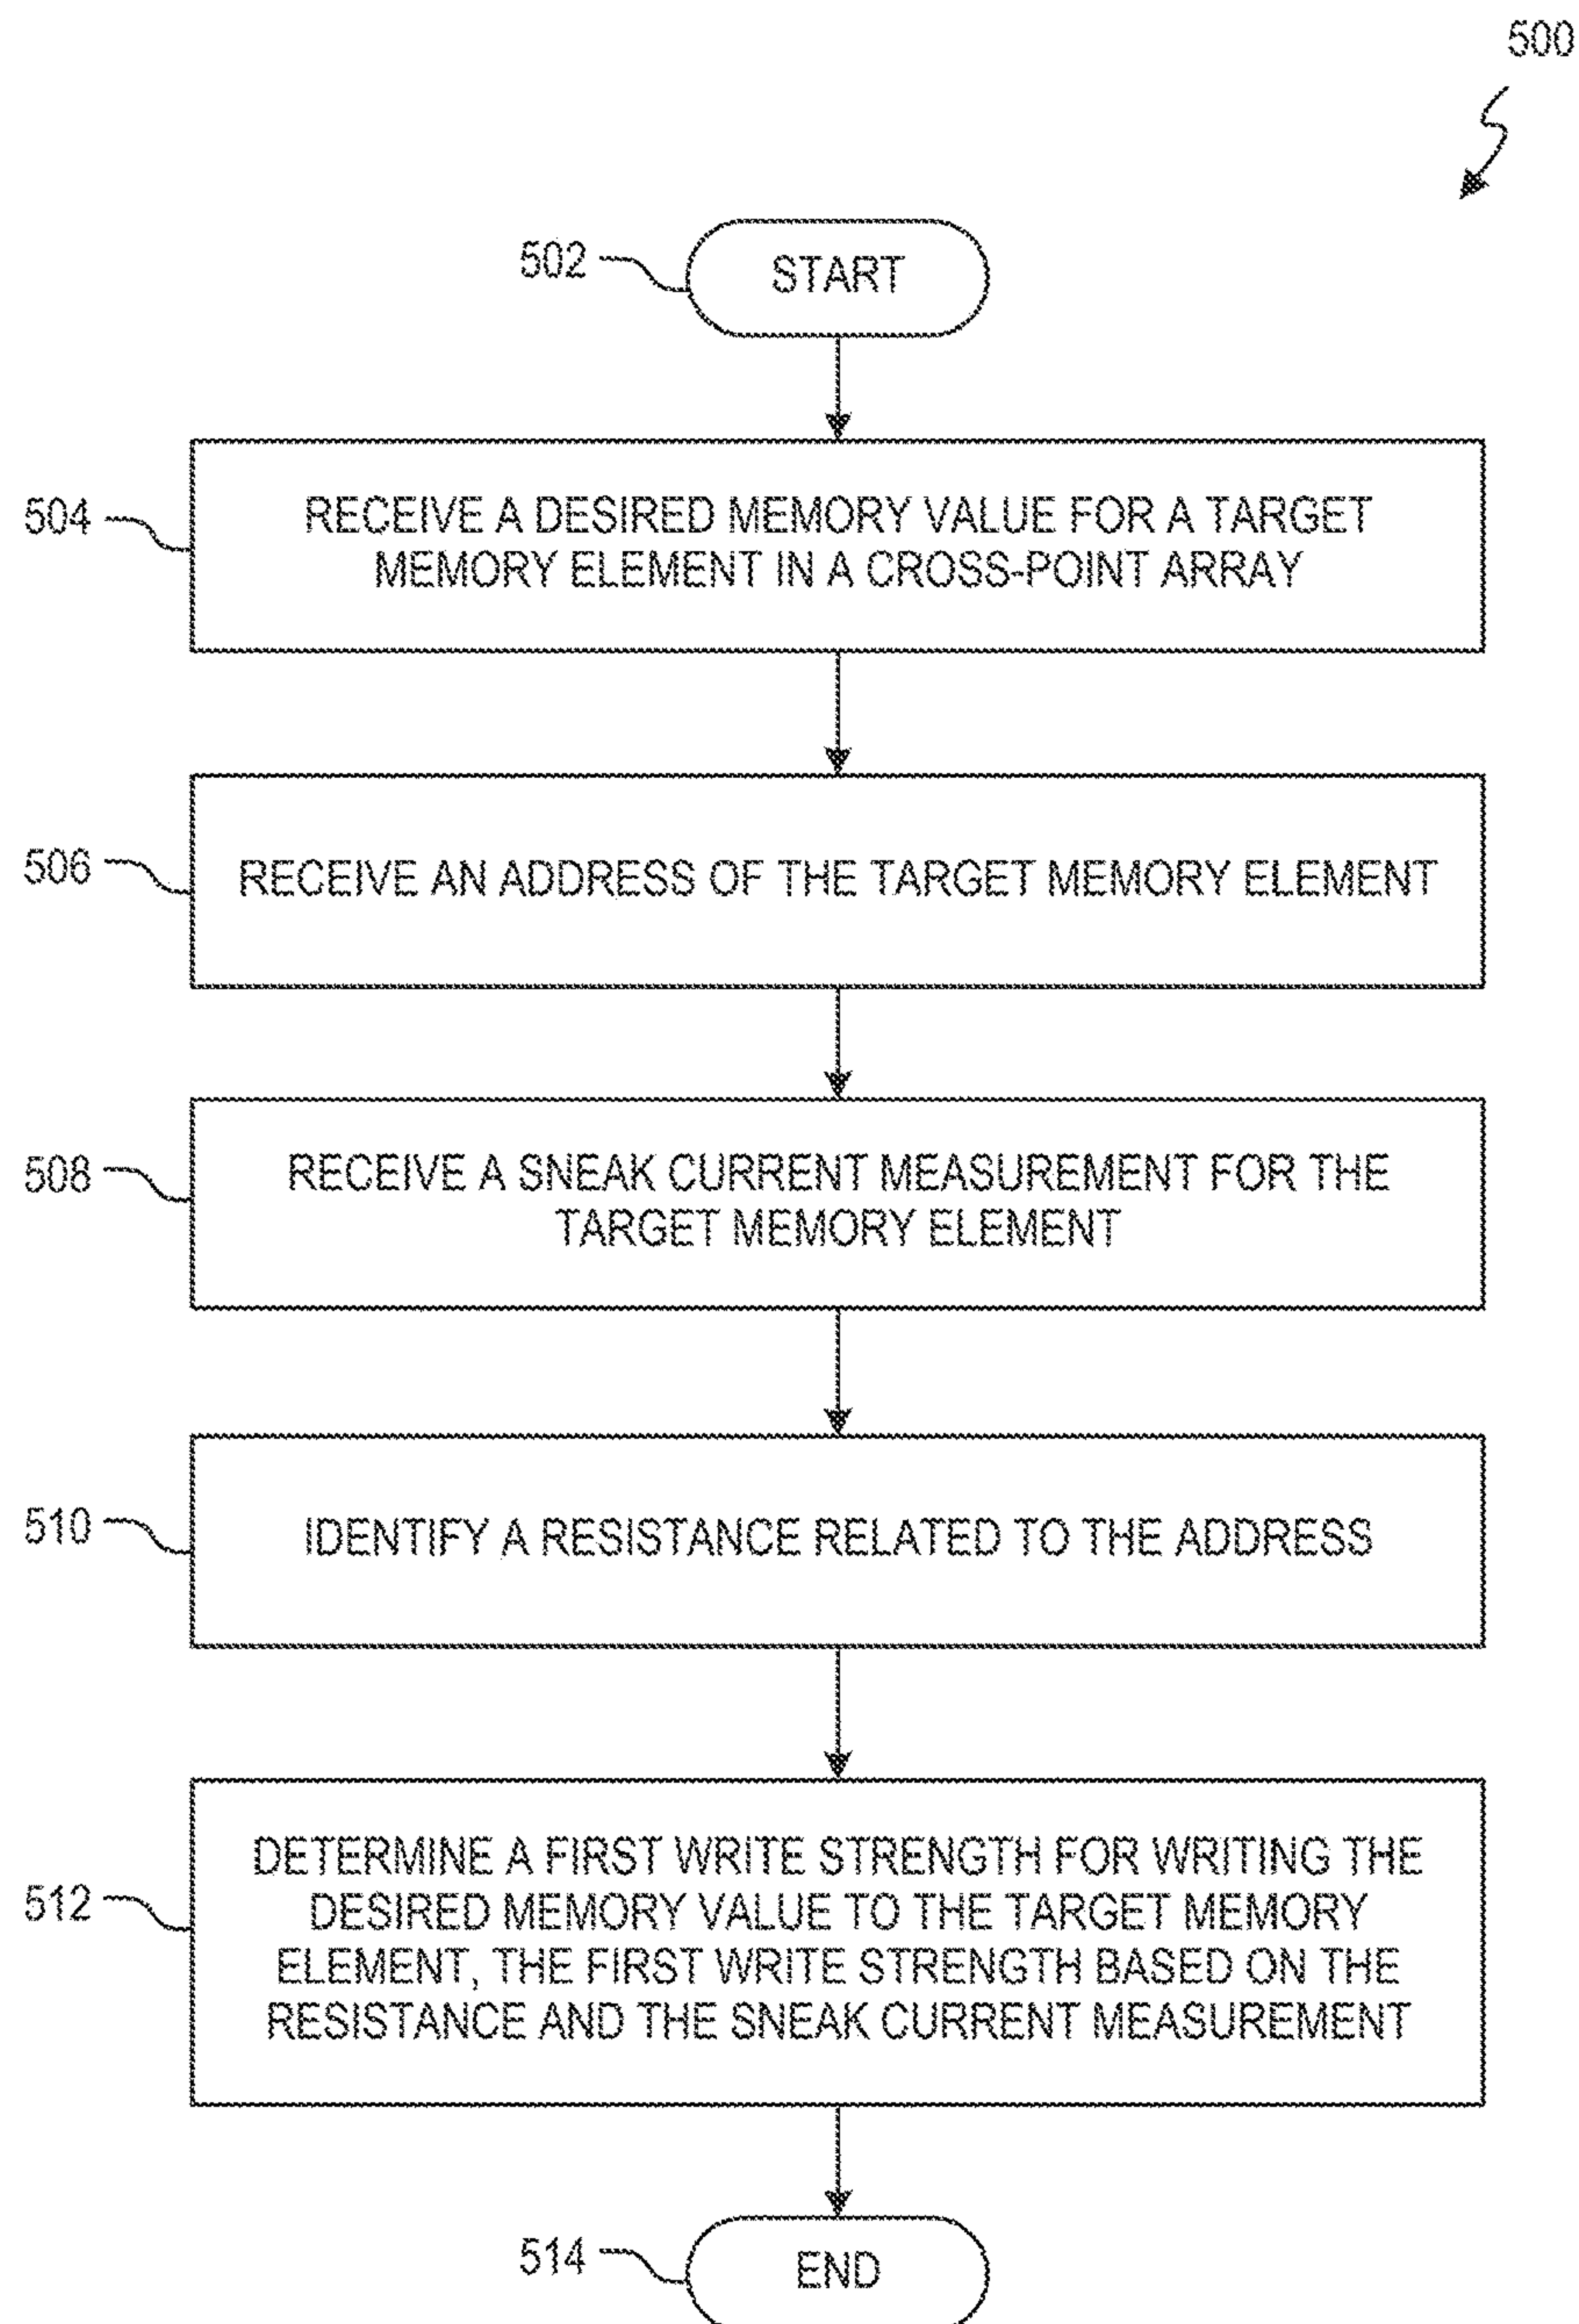 500
502
START
504
RECEIVE A DESIRED MEMORY VALUE FOR A TARGET
MEMORY ELEMENT IN A CROSS-POINT ARRAY
506
RECEIVE AN ADDRESS OF THE TARGET MEMORY ELEMENT
508
RECEIVE A SNEAK CURRENT MEASUREMENT FOR THE
TARGET MEMORY ELEMENT
510
IDENTIFY A RESISTANCE RELATED TO THE ADDRESS
512
DETERMINE A FIRST WRITE STRENGTH FOR WRITING THE
DESIRED MEMORY VALUE TO THE TARGET MEMORY
ELEMENT, THE FIRST WRITE STRENGTH BASED ON THE
RESISTANCE AND THE SNEAK CURRENT MEASUREMENT
514
END